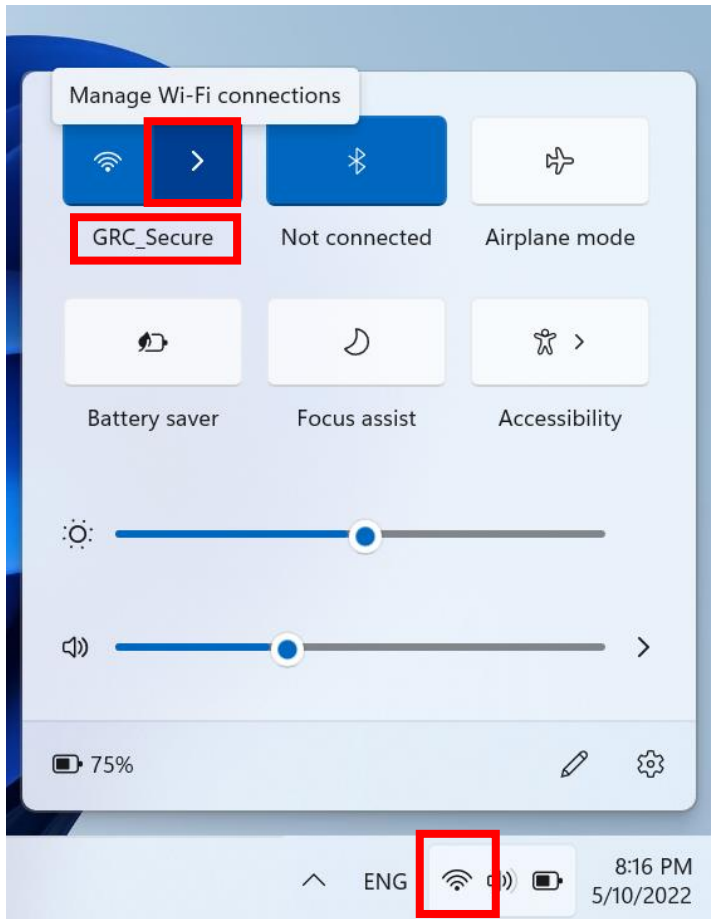 Manage Wi-Fi connections
GRC_Secure
Not connected
Airplane mode
Battery saver
Focus assist
Accessibility
75%
ENG
8:16 PM
5/10/2022